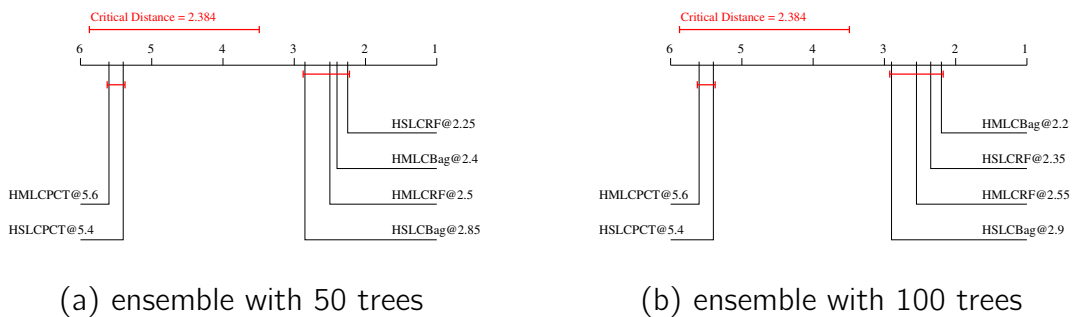 Critical Distance = 2.384
6 5 4 3 2 1
HSLCRF@2.25
HMLCBag@2.4
HMLCPCT@5.6 HMLCRF@2.5
HSLCPCT@5.4 HSLCBag@2.85
(a) ensemble with 50 trees
Critical Distance = 2.384
6 5 4 3 2 1
HMLCBag@2.2
HSLCRF@2.35
HMLCPCT@5.6 HMLCRF@2.55
HSLCPCT@5.4 HSLCBag@2.9
(b) ensemble with 100 trees